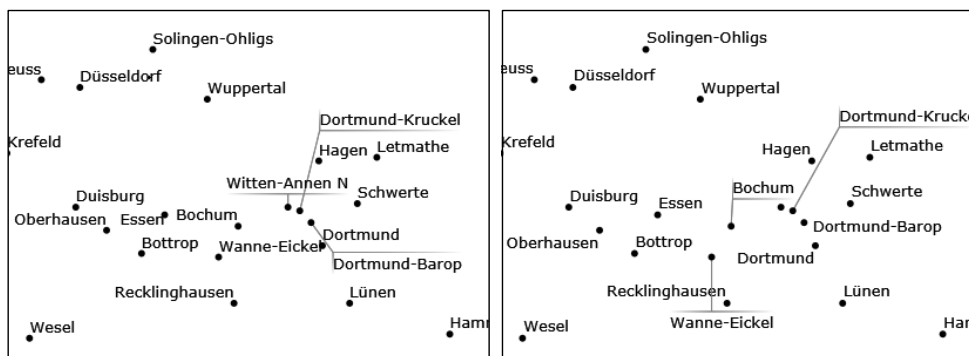 Solingen-Ohligs
euss
Düsseldorf
Wuppertal
Dortmund-Kruckel
Krefeld
Hagen
Letmathe
Witten-Annen N
Duisburg
Schwerte
Oberhausen
Essen
Bochum
Dortmund
Bottrop
Wanne-Eickel
Dortmund-Barop
Recklinghausen
Lünen
Wesel
Hamm
Solingen-Ohligs
euss
Düsseldorf
Wuppertal
Dortmund-Krucke
Krefeld
Hagen
Letmathe
Bochum
Duisburg
Essen
Schwerte
Dortmund-Barop
Oberhausen
Bottrop
Dortmund
Recklinghausen
Lünen
Wanne-Eickel
Wesel
Ham